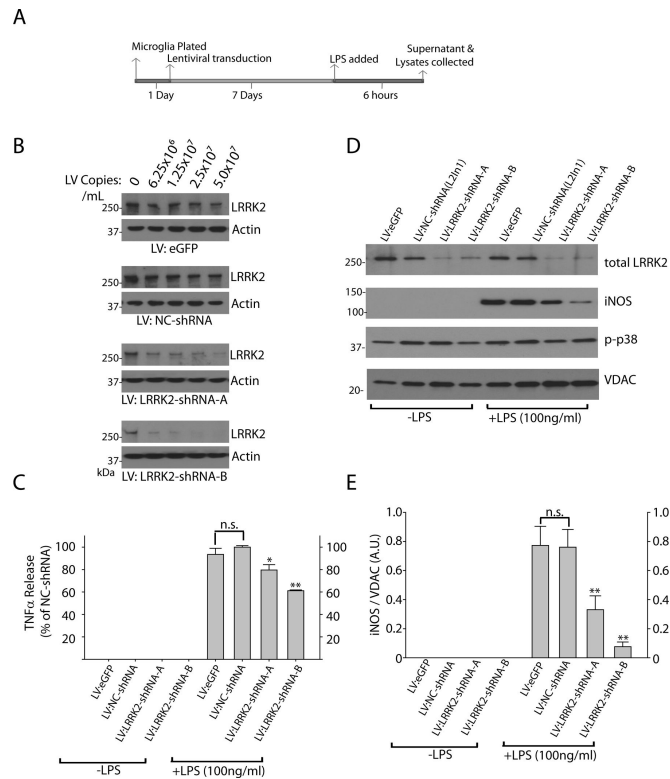 A
Microglia Plated
Lentiviral transduction
LPS added
Supernatant &
Lysates collected
1 Day
7 Days
6 hours
B
LV Copies:
/mL
0
6.25x10⁶
1.25x10⁷
2.5x10⁷
5.0x10⁷
250-
LRRK2
37-
Actin
LV: eGFP
250-
LRRK2
37-
Actin
LV: NC-shRNA
250-
LRRK2
37-
Actin
LV: LRRK2-shRNA-A
250-
LRRK2
37-
Actin
kDa
LV: LRRK2-shRNA-B
D
LV:eGFP
LV:NC-shRNA(L2ln1)
LV:LRRK2-shRNA-A
LV:LRRK2-shRNA-B
LV:eGFP
LV:NC-shRNA(L2ln1)
LV:LRRK2-shRNA-A
LV:LRRK2-shRNA-B
250-
total LRRK2
150-
100-
iNOS
37-
p-p38
20-
VDAC
-LPS
+LPS (100ng/ml)
C
TNFα Release
(% of NC-shRNA)
100
80
60
40
20
n.s.
*
**
100
80
60
40
20
LV:eGFP
LV:NC-shRNA
LV:LRRK2-shRNA-A
LV:LRRK2-shRNA-B
LV:eGFP
LV:NC-shRNA
LV:LRRK2-shRNA-A
LV:LRRK2-shRNA-B
-LPS
+LPS (100ng/ml)
E
iNOS / VDAC (A.U.)
1.0
0.8
0.6
0.4
0.2
0
n.s.
**
**
0.8
0.6
0.4
0.2
0
LV:eGFP
LV:NC-shRNA
LV:LRRK2-shRNA-A
LV:LRRK2-shRNA-B
LV:eGFP
LV:NC-shRNA
LV:LRRK2-shRNA-A
LV:LRRK2-shRNA-B
-LPS
+LPS (100ng/ml)